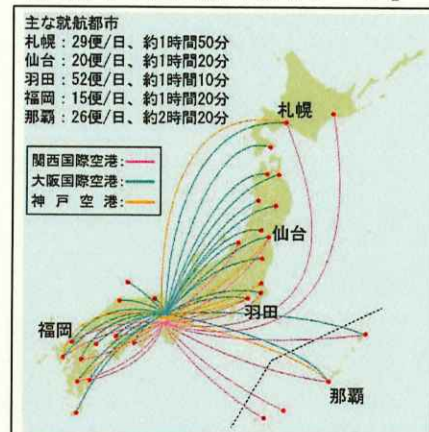 主な就航都市
札幌：29便/日、約1時間50分
仙台：20便/日、約1時間20分
羽田：52便/日、約1時間10分
福岡：15便/日、約1時間20分
那覇：26便/日、約2時間20分
札幌
関西国際空港：
大阪国際空港：
神戸空港：
仙台
羽田
福岡
那覇